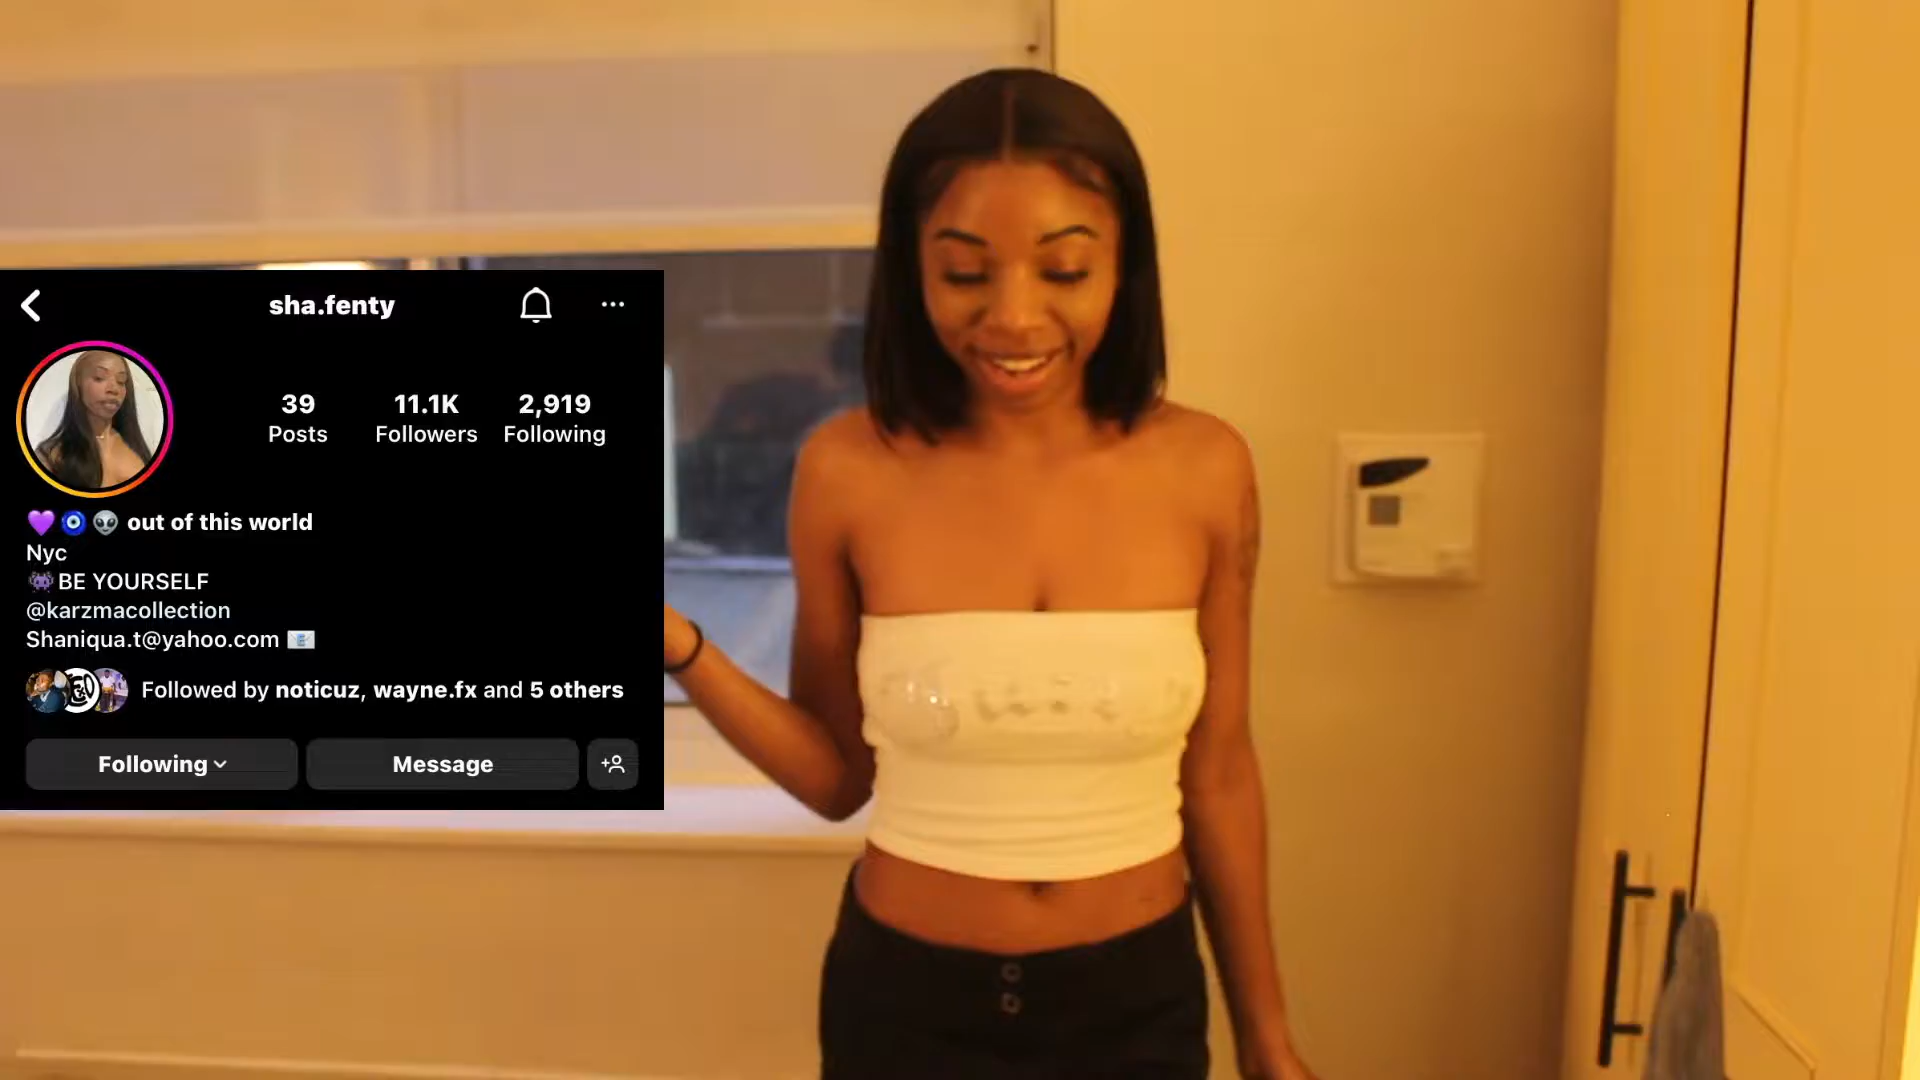 sha.fenty
39
Posts
11.1K
Followers
2,919
Following
💜🧿👽 out of this world
Nyc
👾BE YOURSELF
@karzmacollection
Shaniqua.t@yahoo.com 📧
Followed by noticuz, wayne.fx and 5 others
Following
Message